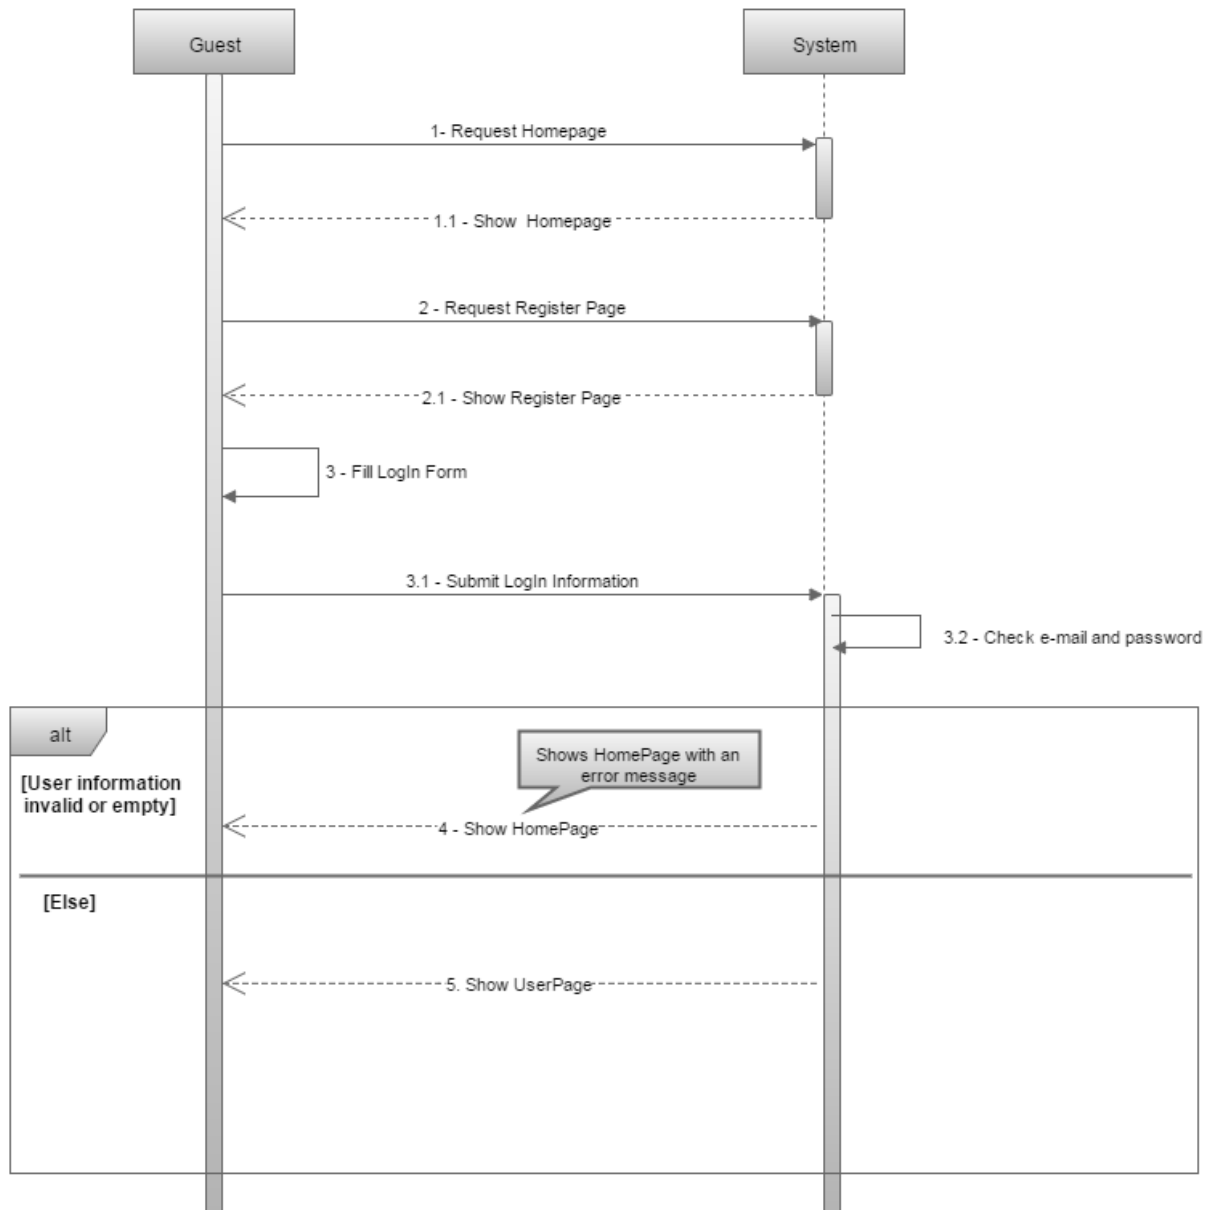 Guest
System
1- Request Homepage
1.1 - Show  Homepage
2 - Request Register Page
2.1 - Show Register Page
3 - Fill LogIn Form
3.1 - Submit LogIn Information
3.2 - Check e-mail and password
alt
Shows HomePage with an
error message
[User information
invalid or empty]
4 - Show HomePage
[Else]
5. Show UserPage